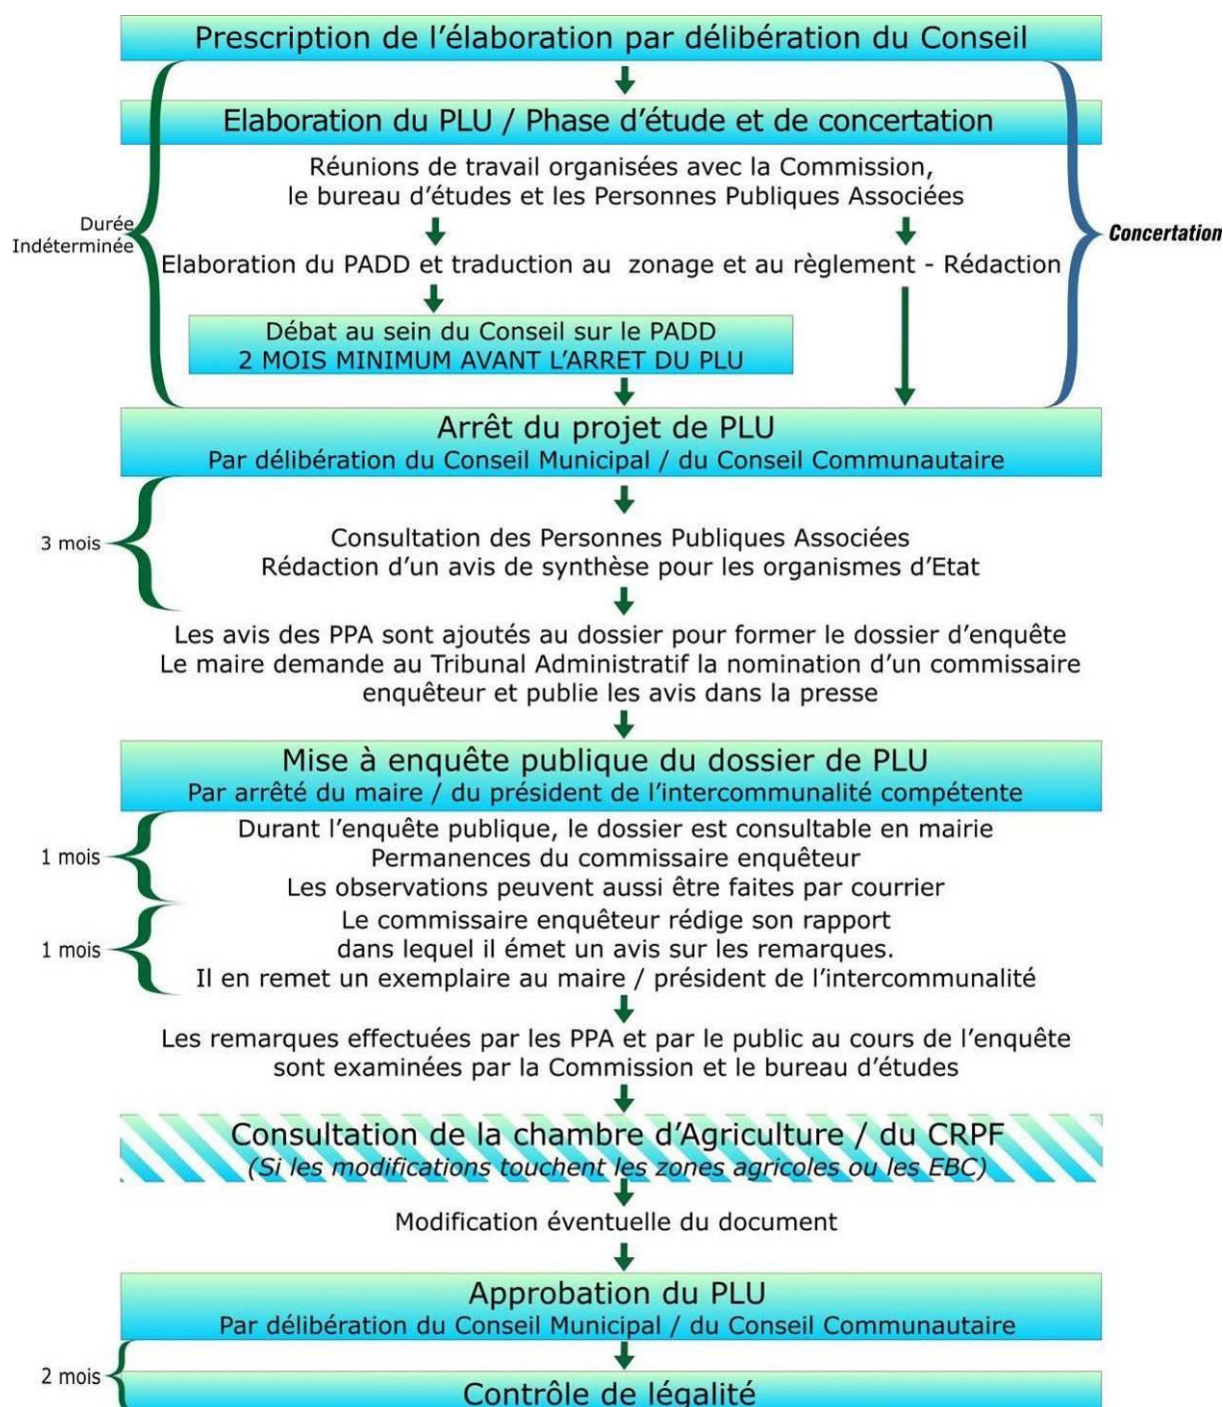 Prescription de l’élaboration par délibération du Conseil
Elaboration du PLU / Phase d’étude et de concertation
Réunions de travail organisées avec la Commission,
le bureau d’études et les Personnes Publiques Associées
Durée
Indéterminée
Concertation
Elaboration du PADD et traduction au zonage et au règlement - Rédaction
Débat au sein du Conseil sur le PADD
2 MOIS MINIMUM AVANT L’ARRET DU PLU
Arrêt du projet de PLU
Par délibération du Conseil Municipal / du Conseil Communautaire
3 mois
Consultation des Personnes Publiques Associées
Rédaction d’un avis de synthèse pour les organismes d’Etat
Les avis des PPA sont ajoutés au dossier pour former le dossier d’enquête
Le maire demande au Tribunal Administratif la nomination d’un commissaire
enquêteur et publie les avis dans la presse
Mise à enquête publique du dossier de PLU
Par arrêté du maire / du président de l’intercommunalité compétente
1 mois
Durant l’enquête publique, le dossier est consultable en mairie
Permanences du commissaire enquêteur
Les observations peuvent aussi être faites par courrier
1 mois
Le commissaire enquêteur rédige son rapport
dans lequel il émet un avis sur les remarques.
Il en remet un exemplaire au maire / président de l’intercommunalité
Les remarques effectuées par les PPA et par le public au cours de l’enquête
sont examinées par la Commission et le bureau d’études
Consultation de la chambre d’Agriculture / du CRPF
(Si les modifications touchent les zones agricoles ou les EBC)
Modification éventuelle du document
Approbation du PLU
Par délibération du Conseil Municipal / du Conseil Communautaire
2 mois
Contrôle de légalité